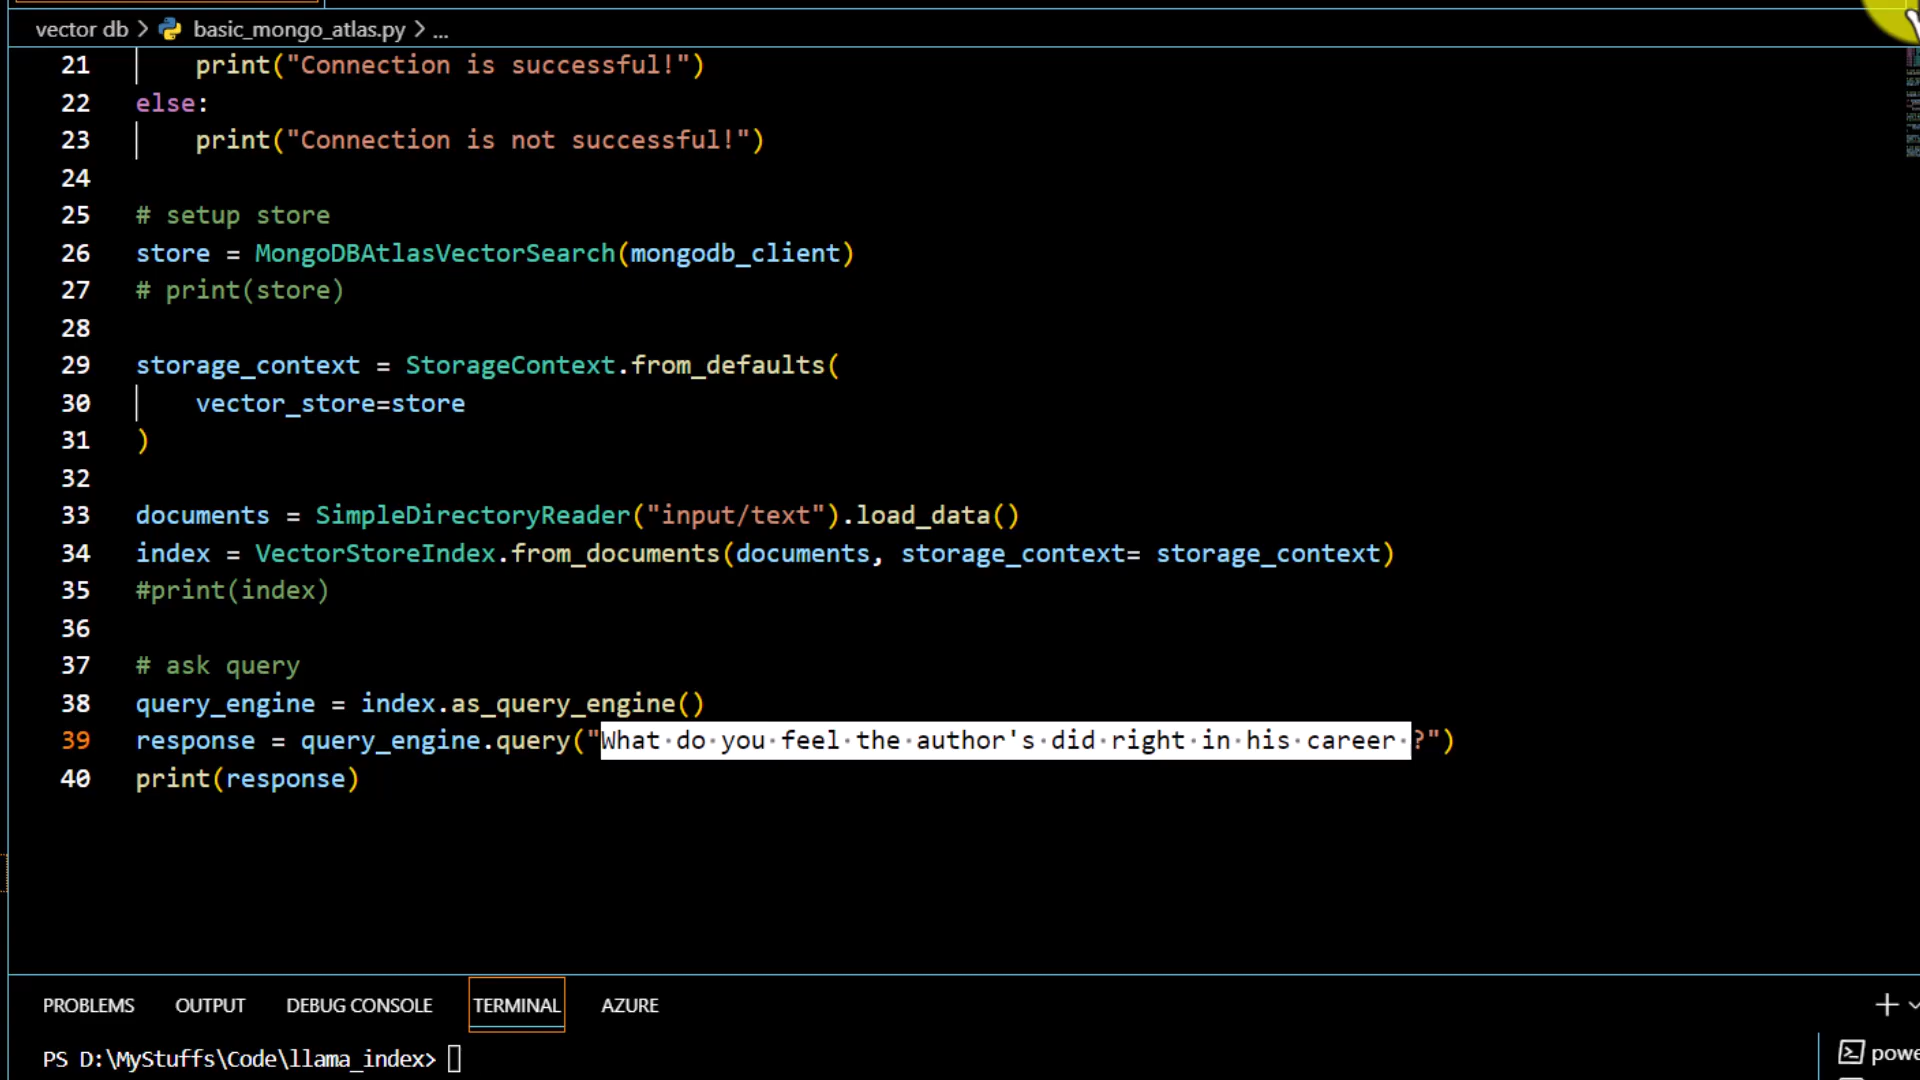 vector db > basic_mongo_atlas.py > ...
21     print("Connection is successful!")
22 else:
23     print("Connection is not successful!")
24
25 # setup store
26 store = MongoDBAtlasVectorSearch(mongodb_client)
27 # print(store)
28
29 storage_context = StorageContext.from_defaults(
30     vector_store=store
31 )
32
33 documents = SimpleDirectoryReader("input/text").load_data()
34 index = VectorStoreIndex.from_documents(documents, storage_context= storage_context)
35 #print(index)
36
37 # ask query
38 query_engine = index.as_query_engine()
39 response = query_engine.query("What do you feel the author's did right in his career ?")
40 print(response)
PROBLEMS OUTPUT DEBUG CONSOLE TERMINAL AZURE
PS D:\MyStuffs\Code\llama_index>
powe